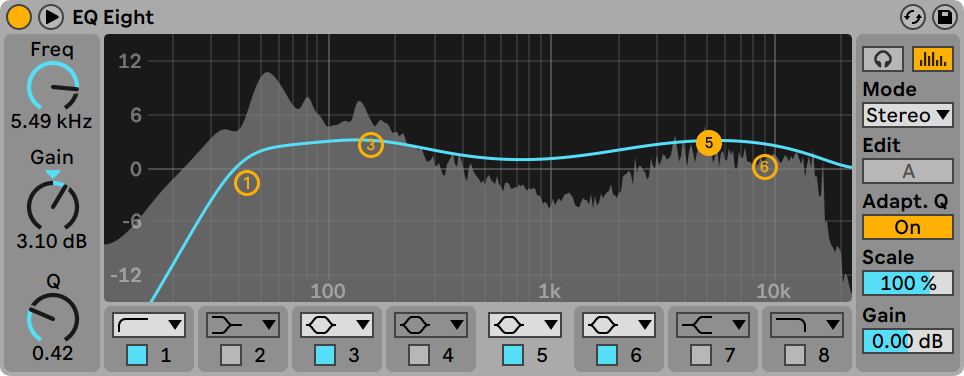 EQ Eight
Freq
5.49 kHz
Gain
3.10 dB
Q
0.42
12
6
0
-6
-12
100
1k
10k
1
3
5
6
1
2
3
4
5
6
7
8
Mode
Stereo
Edit
A
Adapt. Q
On
Scale
100 %
Gain
0.00 dB